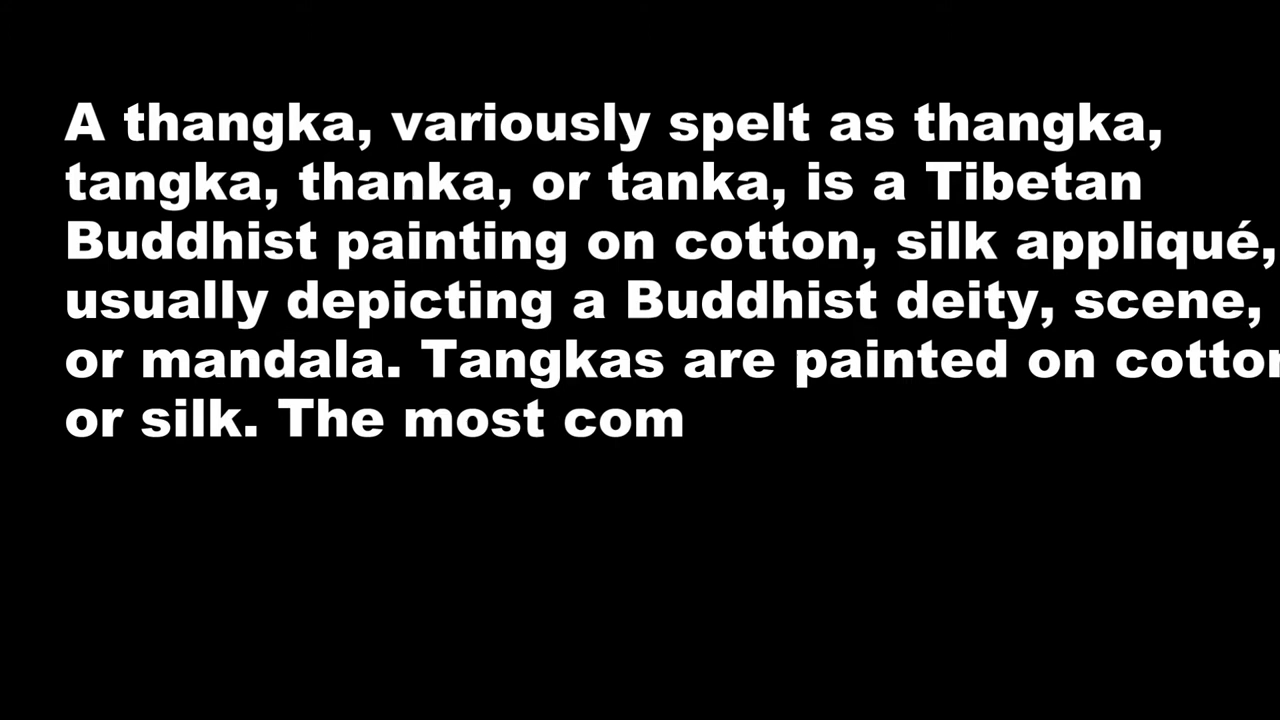 A thangka, variously spelt as thangka,
tangka, thanka, or tanka, is a Tibetan
Buddhist painting on cotton, silk appliqué,
usually depicting a Buddhist deity, scene,
or mandala. Tangkas are painted on cotton
or silk. The most com